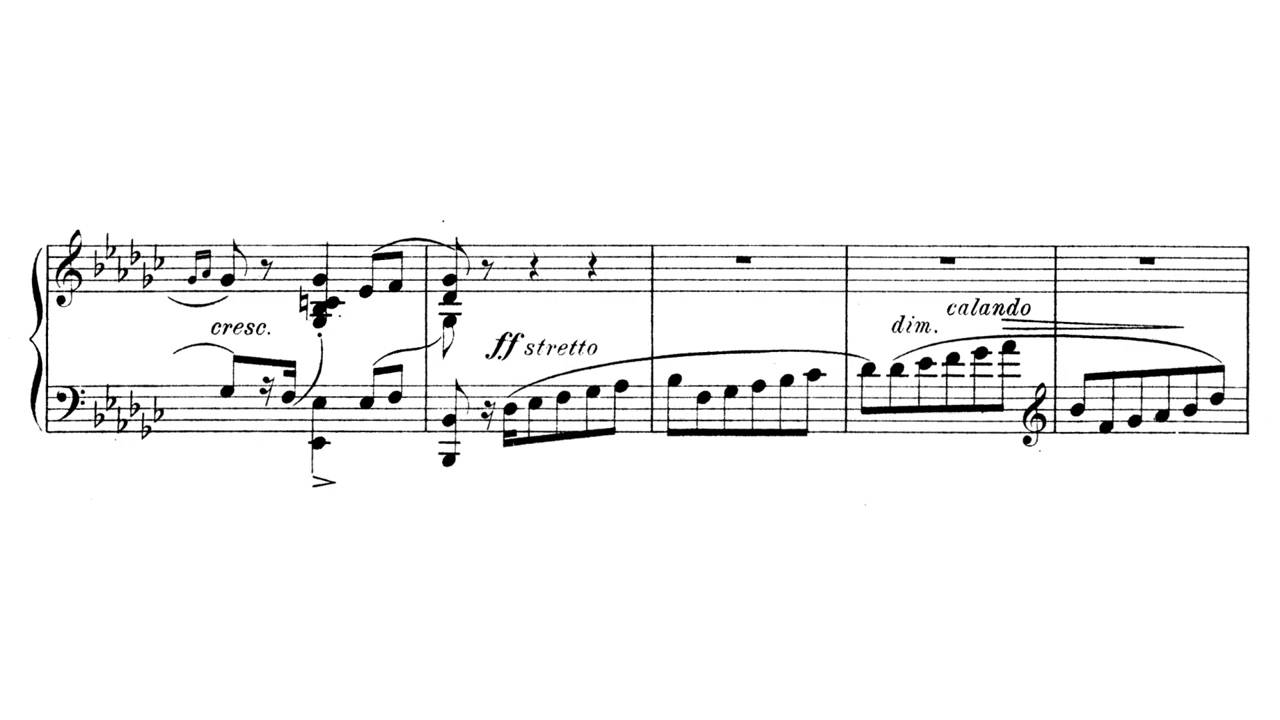 calando
dim.
cresc.
ff stretto